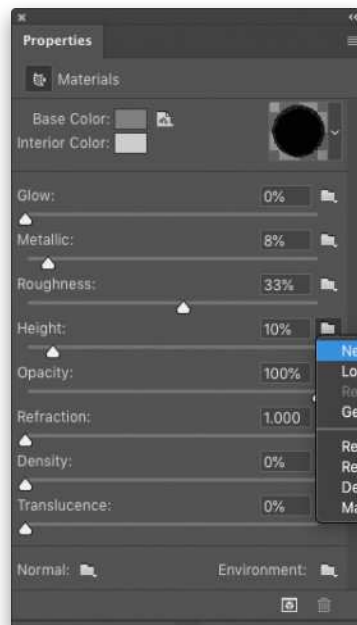 Properties
Materials
Base Color:
Interior Color:
Glow: 0%
Metallic: 8%
Roughness: 33%
Height: 10%
Opacity: 100%
Refraction: 1.000
Density: 0%
Translucence: 0%
Normal: Environment: